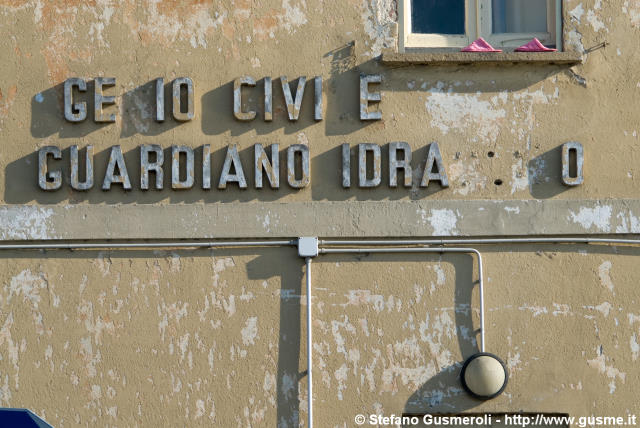 GE IO CIVI E
GUARDIANO IDRA O
© Stefano Gusmeroli - http://www.gusme.it